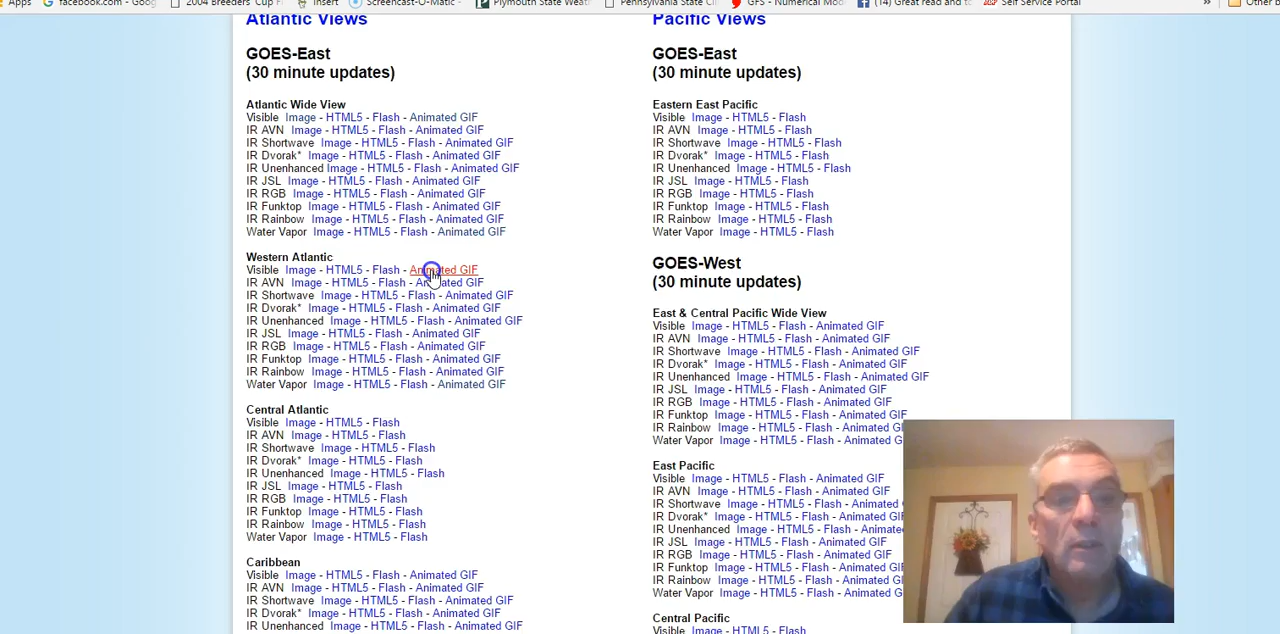 Apps facebook.com - Goog 2004 Breeders' Cup F Insert Screencast-O-Matic - Plymouth State Weat Pennsylvania State Cl GFS - Numerical Mod (14) Great read and to Self Service Portal » Other b
Atlantic Views
GOES-East
(30 minute updates)
Atlantic Wide View
Visible Image - HTML5 - Flash - Animated GIF
IR AVN Image - HTML5 - Flash - Animated GIF
IR Shortwave Image - HTML5 - Flash - Animated GIF
IR Dvorak* Image - HTML5 - Flash - Animated GIF
IR Unenhanced Image - HTML5 - Flash - Animated GIF
IR JSL Image - HTML5 - Flash - Animated GIF
IR RGB Image - HTML5 - Flash - Animated GIF
IR Funktop Image - HTML5 - Flash - Animated GIF
IR Rainbow Image - HTML5 - Flash - Animated GIF
Water Vapor Image - HTML5 - Flash - Animated GIF
Western Atlantic
Visible Image - HTML5 - Flash - Animated GIF
IR AVN Image - HTML5 - Flash - Animated GIF
IR Shortwave Image - HTML5 - Flash - Animated GIF
IR Dvorak* Image - HTML5 - Flash - Animated GIF
IR Unenhanced Image - HTML5 - Flash - Animated GIF
IR JSL Image - HTML5 - Flash - Animated GIF
IR RGB Image - HTML5 - Flash - Animated GIF
IR Funktop Image - HTML5 - Flash - Animated GIF
IR Rainbow Image - HTML5 - Flash - Animated GIF
Water Vapor Image - HTML5 - Flash - Animated GIF
Central Atlantic
Visible Image - HTML5 - Flash
IR AVN Image - HTML5 - Flash
IR Shortwave Image - HTML5 - Flash
IR Dvorak* Image - HTML5 - Flash
IR Unenhanced Image - HTML5 - Flash
IR JSL Image - HTML5 - Flash
IR RGB Image - HTML5 - Flash
IR Funktop Image - HTML5 - Flash
IR Rainbow Image - HTML5 - Flash
Water Vapor Image - HTML5 - Flash
Caribbean
Visible Image - HTML5 - Flash - Animated GIF
IR AVN Image - HTML5 - Flash - Animated GIF
IR Shortwave Image - HTML5 - Flash - Animated GIF
IR Dvorak* Image - HTML5 - Flash - Animated GIF
IR Unenhanced Image - HTML5 - Flash - Animated GIF
Pacific Views
GOES-East
(30 minute updates)
Eastern East Pacific
Visible Image - HTML5 - Flash
IR AVN Image - HTML5 - Flash
IR Shortwave Image - HTML5 - Flash
IR Dvorak* Image - HTML5 - Flash
IR Unenhanced Image - HTML5 - Flash
IR JSL Image - HTML5 - Flash
IR RGB Image - HTML5 - Flash
IR Funktop Image - HTML5 - Flash
IR Rainbow Image - HTML5 - Flash
Water Vapor Image - HTML5 - Flash
GOES-West
(30 minute updates)
East & Central Pacific Wide View
Visible Image - HTML5 - Flash - Animated GIF
IR AVN Image - HTML5 - Flash - Animated GIF
IR Shortwave Image - HTML5 - Flash - Animated GIF
IR Dvorak* Image - HTML5 - Flash - Animated GIF
IR Unenhanced Image - HTML5 - Flash - Animated GIF
IR JSL Image - HTML5 - Flash - Animated GIF
IR RGB Image - HTML5 - Flash - Animated GIF
IR Funktop Image - HTML5 - Flash - Animated GIF
IR Rainbow Image - HTML5 - Flash - Animated G
Water Vapor Image - HTML5 - Flash - Animated G
East Pacific
Visible Image - HTML5 - Flash - Animated GIF
IR AVN Image - HTML5 - Flash - Animated GIF
IR Shortwave Image - HTML5 - Flash - Animated
IR Dvorak* Image - HTML5 - Flash - Animated GIF
IR Unenhanced Image - HTML5 - Flash - Animated
IR JSL Image - HTML5 - Flash - Animated GIF
IR RGB Image - HTML5 - Flash - Animated GIF
IR Funktop Image - HTML5 - Flash - Animated GIF
IR Rainbow Image - HTML5 - Flash - Animated G
Water Vapor Image - HTML5 - Flash - Animated G
Central Pacific
Visible Image - HTML5 - Flash